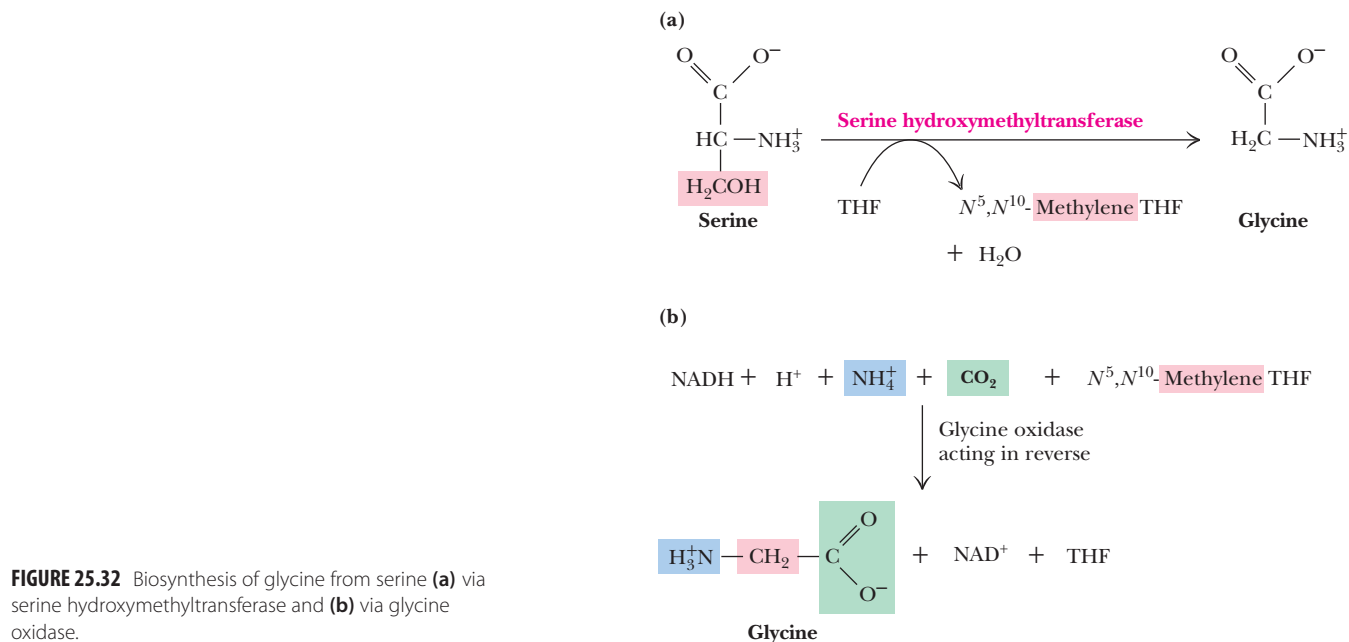 (a)
O O⁻
C
HC—NH₃⁺
H₂COH
Serine
Serine hydroxymethyltransferase
THF N⁵,N¹⁰-Methylene THF
+ H₂O
O O⁻
C
H₂C—NH₃⁺
Glycine
(b)
NADH + H⁺ + NH₄⁺ + CO₂ + N⁵,N¹⁰-Methylene THF
Glycine oxidase
acting in reverse
O
H₃⁺N—CH₂—C + NAD⁺ + THF
O⁻
Glycine
FIGURE 25.32 Biosynthesis of glycine from serine (a) via
serine hydroxymethyltransferase and (b) via glycine
oxidase.